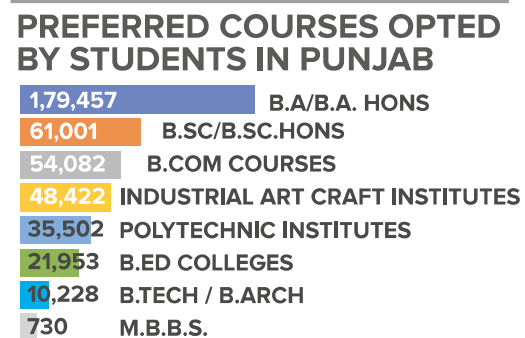 PREFERRED COURSES OPTED
BY STUDENTS IN PUNJAB
1,79,457 B.A/B.A. HONS
61,001 B.SC/B.SC.HONS
54,082 B.COM COURSES
48,422 INDUSTRIAL ART CRAFT INSTITUTES
35,502 POLYTECHNIC INSTITUTES
21,953 B.ED COLLEGES
10,228 B.TECH / B.ARCH
730 M.B.B.S.